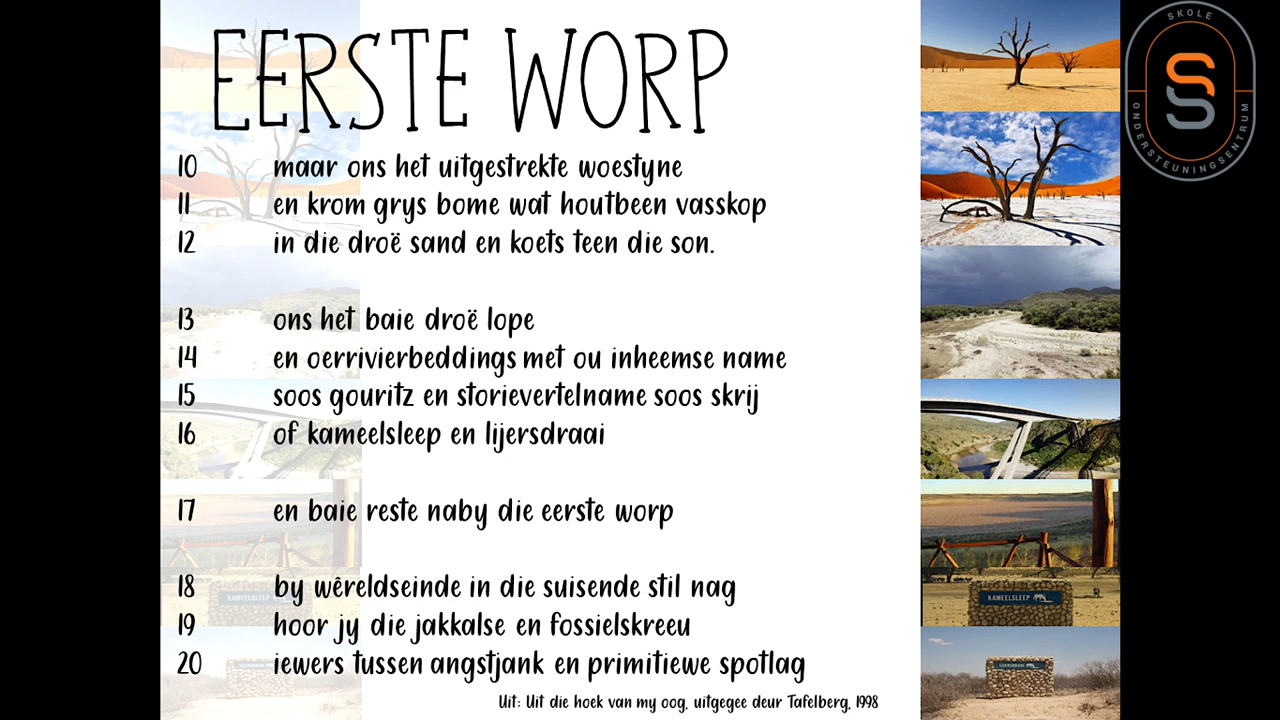 EERSTE WORP
10 maar ons het uitgestrekte woestyne
11 en krom grys bome wat houtbeen vasskop
12 in die droë sand en koets teen die son.
13 ons het baie droë lope
14 en oerrivierbeddings met ou inheemse name
15 soos gouritz en storievertelname soos skrij
16 of kameelsleep en lijersdraai
17 en baie reste naby die eerste worp
18 by wêreldseinde in die suisende stil nag
19 hoor jy die jakkalse en fossielskreeu
20 iewers tussen angstjank en primitiewe spotlag
Uit: Uit die hoek van my oog, uitgegee deur Tafelberg, 1998
SKOLE
SS
ONDERSTEUNINGSENTRUM
KAMEELSLEEP